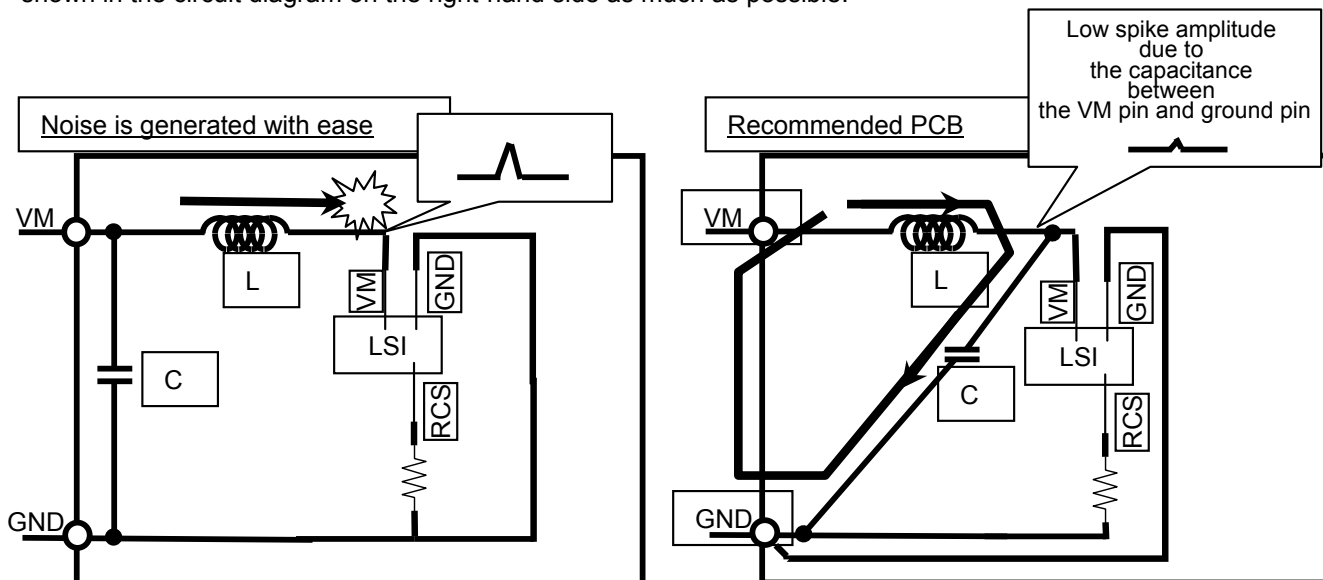 shown in the circuit diagram on the right-hand side as much as possible.
Low spike amplitude
due to
the capacitance
between
the VM pin and ground pin
Noise is generated with ease
Recommended PCB
VM
L
VM
GND
LSI
C
RCS
GND
VM
L
VM
GND
LSI
C
RCS
GND